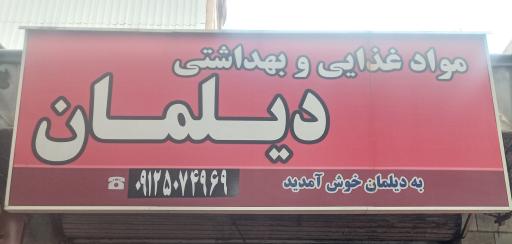 مواد غذایی و بهداشتی
دیلمان
به دیلمان خوش آمدید
۰۹۱۲۵۰۷۴۹۶۹